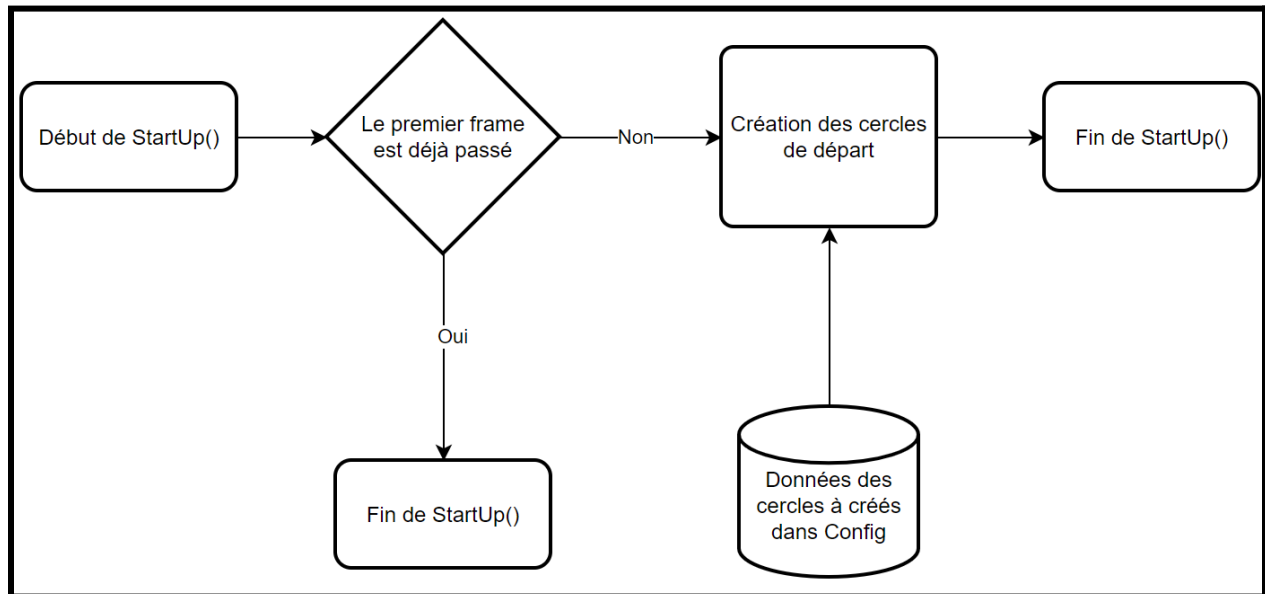 Début de StartUp()
Le premier frame
est déjà passé
Non
Création des cercles
de départ
Fin de StartUp()
Oui
Fin de StartUp()
Données des
cercles à créés
dans Config